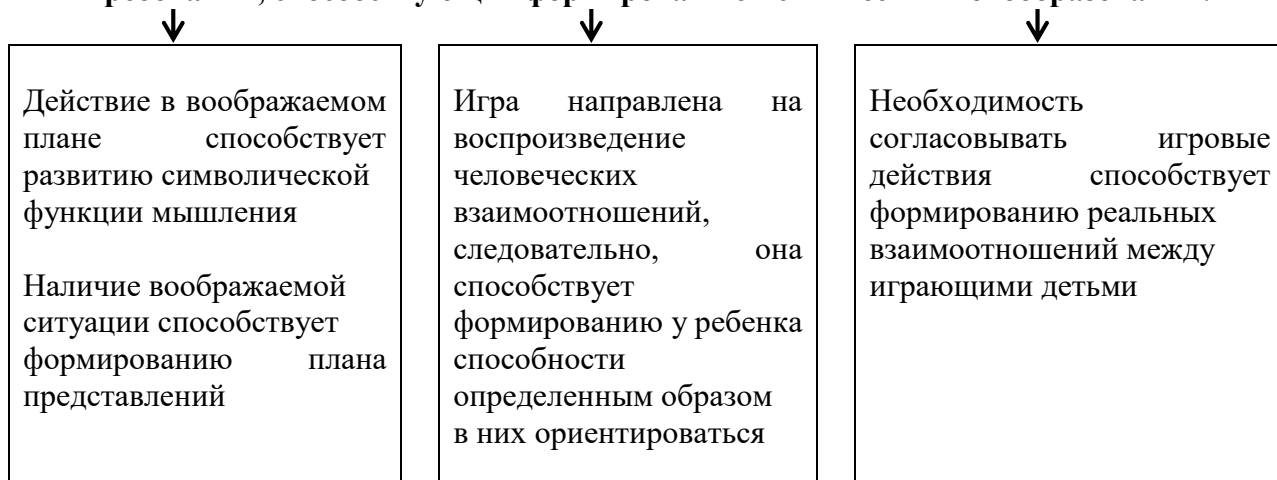 Действие в воображаемом
плане способствует
развитию символической
функции мышления
Наличие воображаемой
ситуации способствует
формированию плана
представлений
Игра направлена на
воспроизведение
человеческих
взаимоотношений,
следовательно, она
способствует
формированию у ребенка
способности
определенным образом
в них ориентироваться
Необходимость
согласовывать игровые
действия способствует
формированию реальных
взаимоотношений между
играющими детьми